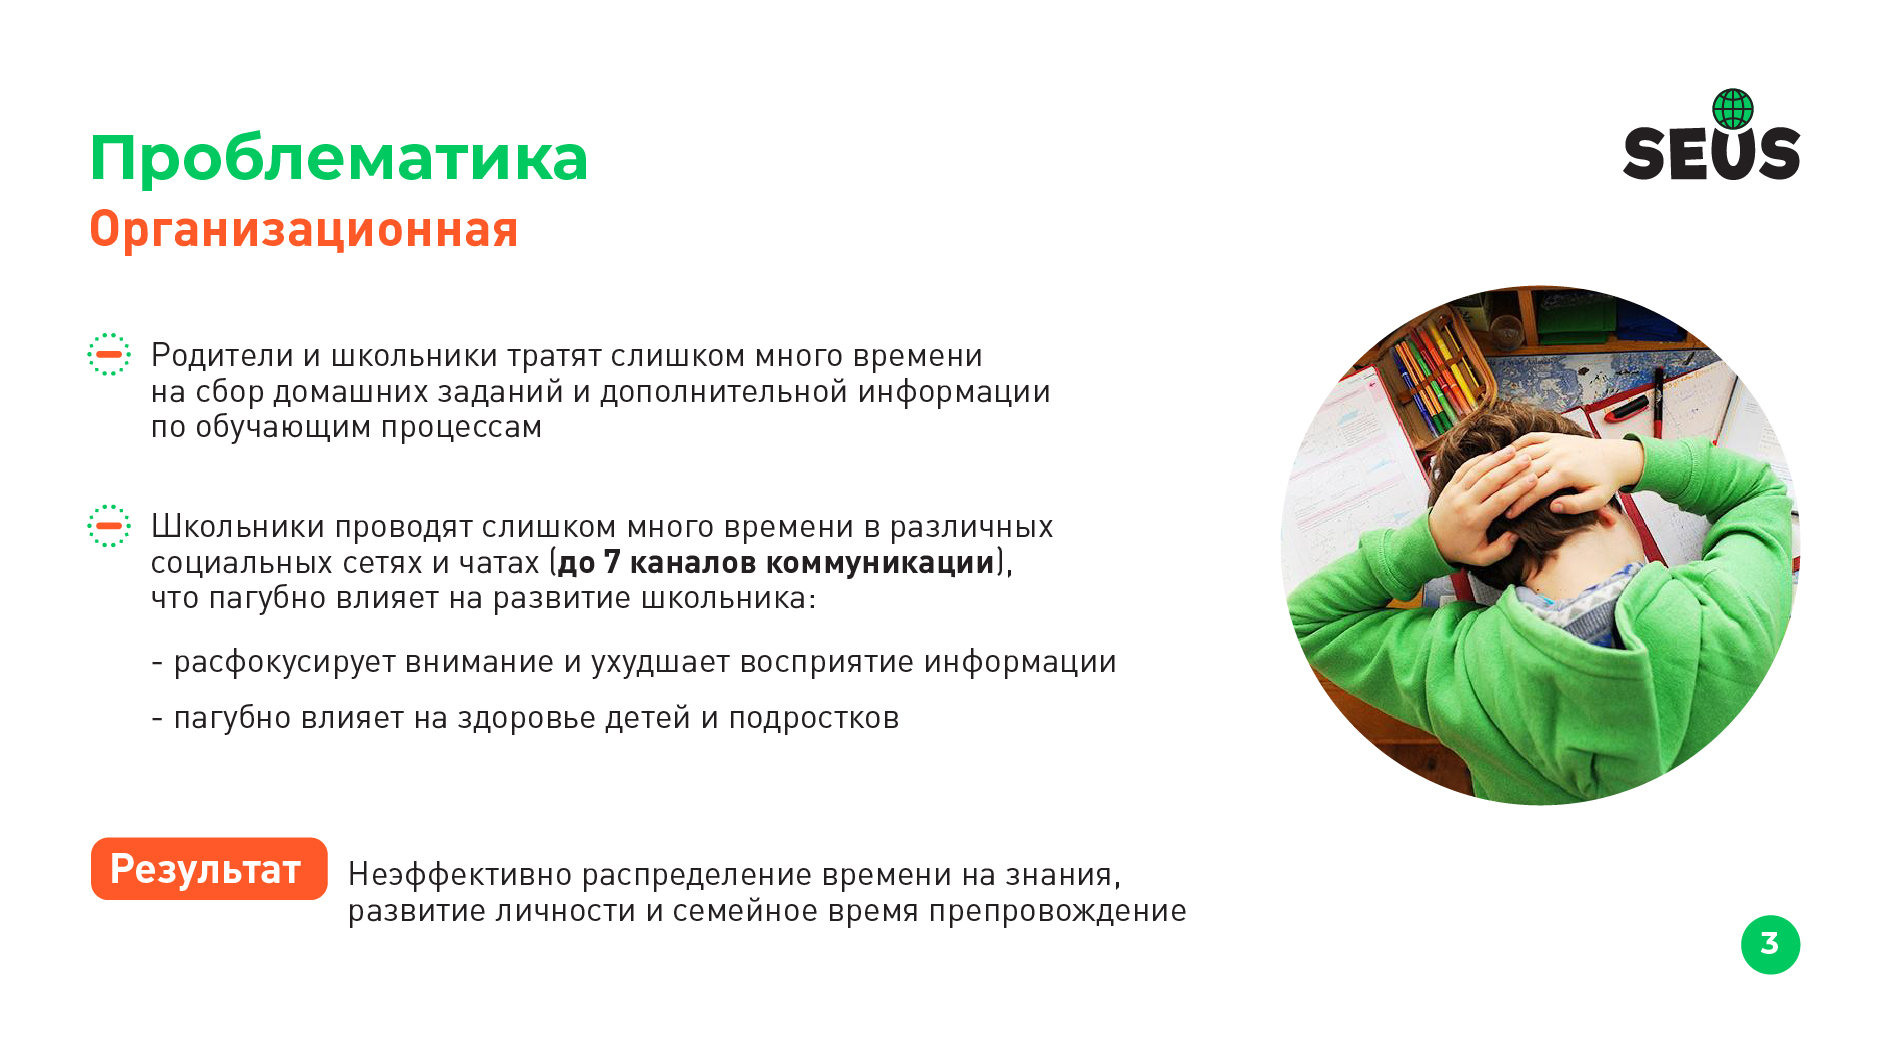 SEUS
Проблематика
Организационная
Родители и школьники тратят слишком много времени
на сбор домашних заданий и дополнительной информации
по обучающим процессам
Школьники проводят слишком много времени в различных
социальных сетях и чатах (до 7 каналов коммуникации),
что пагубно влияет на развитие школьника:
- расфокусирует внимание и ухудшает восприятие информации
- пагубно влияет на здоровье детей и подростков
Результат
Неэффективно распределение времени на знания,
развитие личности и семейное время препровождение
3